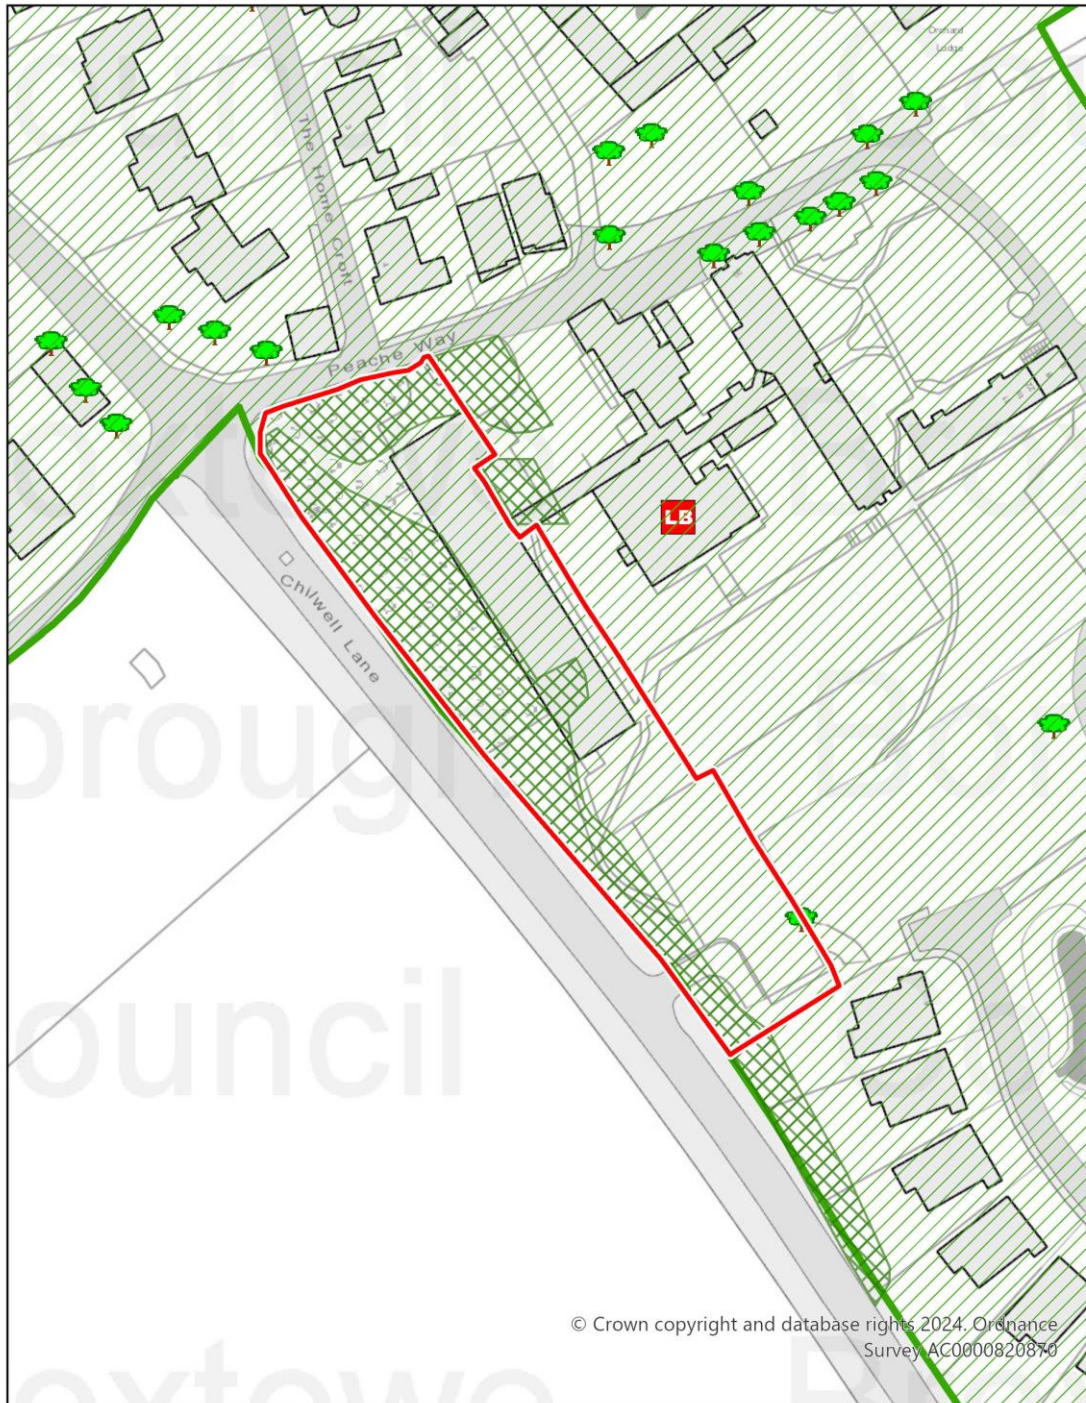 Orchard
Lodge
The Home Croft
Peache Way
LB
Chilwell Lane
© Crown copyright and database rights 2024. Ordnance
Survey AC0000820870